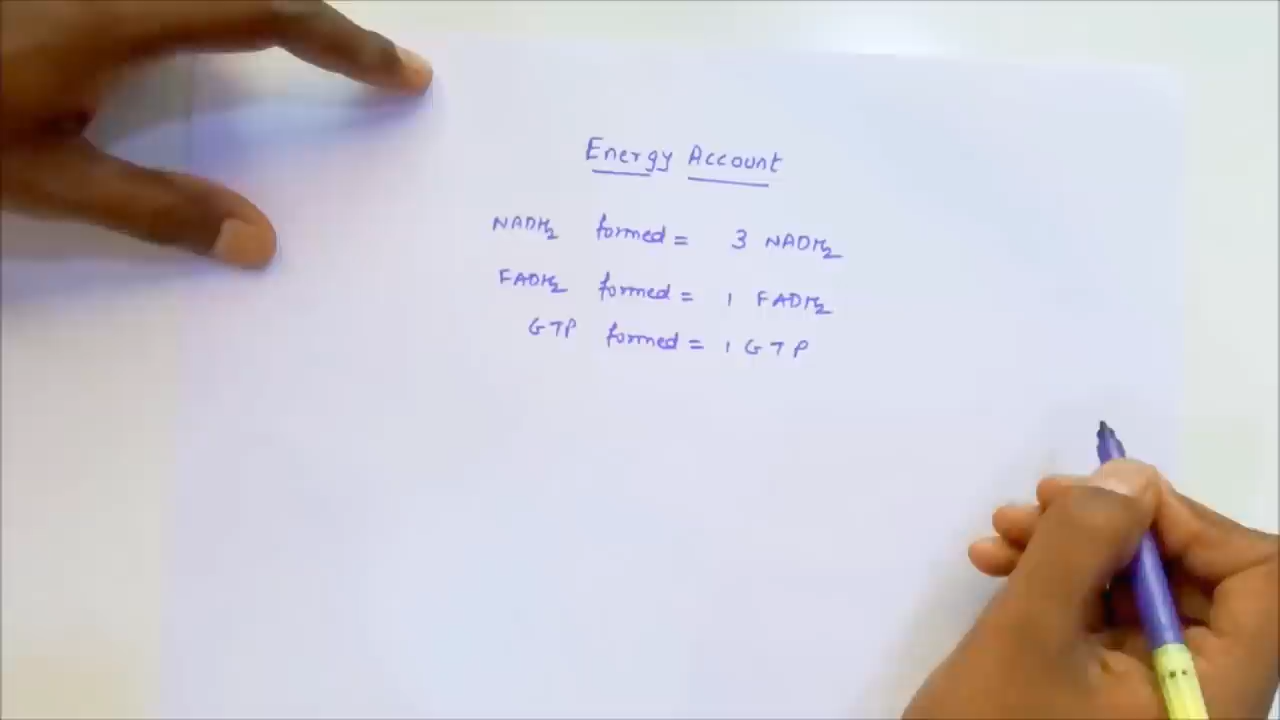 Energy Account
NADH2 formed = 3 NADH2
FADH2 formed = 1 FADH2
GTP formed = 1 GTP